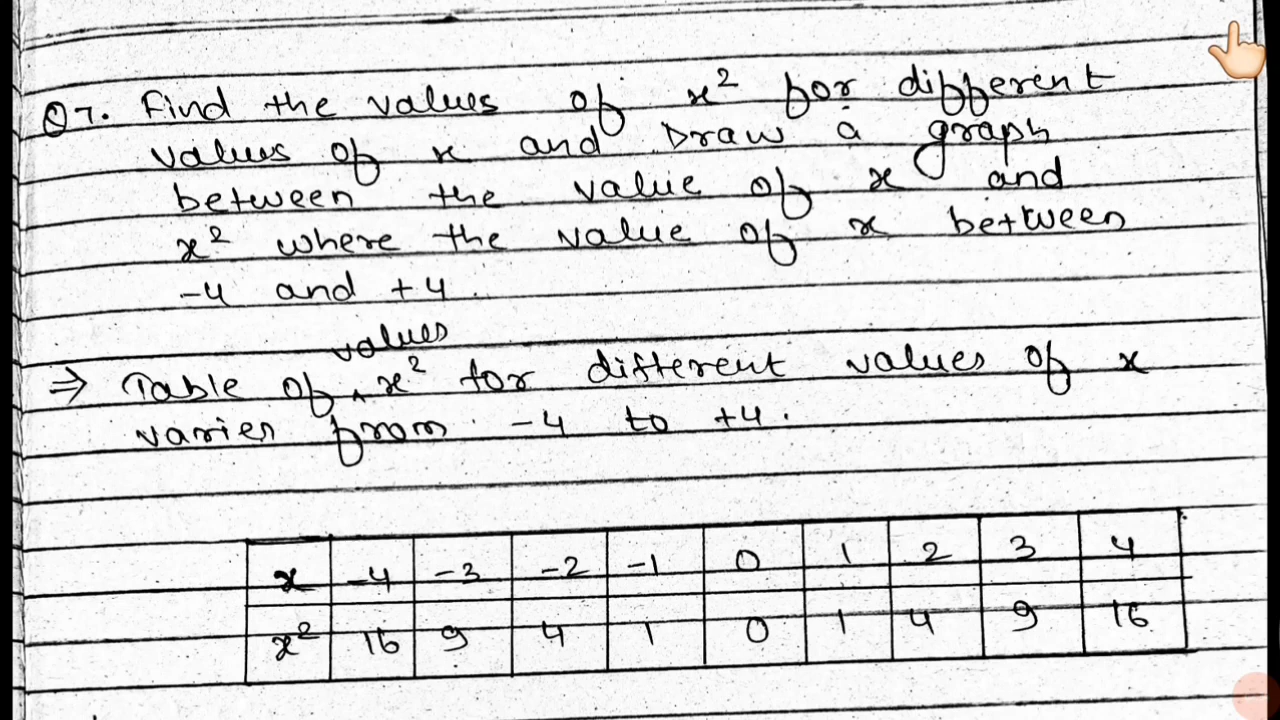 Q7. Find the values of x² for different
values of x and Draw a graph
between the value of x and
x² where the value of x between
-4 and +4.
values
⇒ Table of ‸ x² for different values of x
varies from -4 to +4.
x -4 -3 -2 -1 0 1 2 3 4
x² 16 9 4 1 0 1 4 9 16